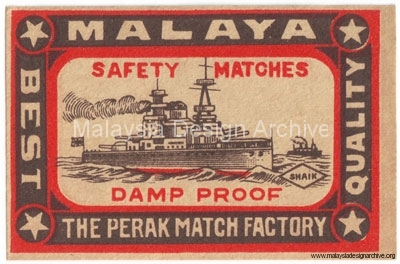 MALAYA
BEST
QUALITY
SAFETY MATCHES
Malaysia Design Archive
SHAIK
DAMP PROOF
THE PERAK MATCH FACTORY
www.malaysiadesignarchive.org